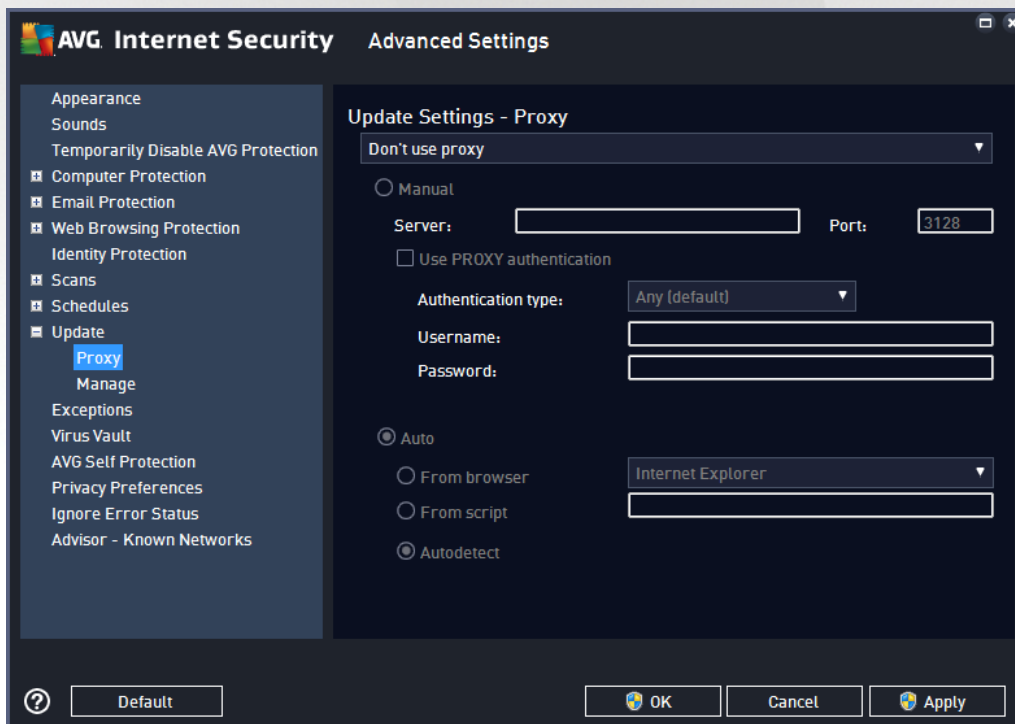 AVG. Internet Security Advanced Settings
Appearance
Sounds
Temporarily Disable AVG Protection
Computer Protection
Email Protection
Web Browsing Protection
Identity Protection
Scans
Schedules
Update
Proxy
Manage
Exceptions
Virus Vault
AVG Self Protection
Privacy Preferences
Ignore Error Status
Advisor - Known Networks
Update Settings - Proxy
Don't use proxy
Manual
Server: Port: 3128
Use PROXY authentication
Authentication type: Any (default)
Username:
Password:
Auto
From browser Internet Explorer
From script
Autodetect
? Default OK Cancel Apply